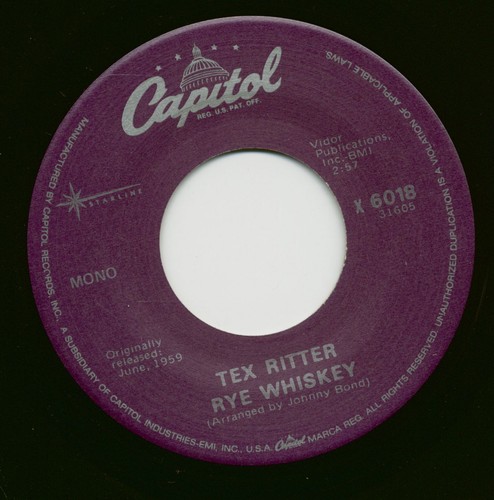 Capitol
REG. U.S. PAT. OFF.
Vidor
Publications,
Inc.-BMI
2:57
STARLINE
X 6018
31605
MONO
Originally
released:
June, 1959
TEX RITTER
RYE WHISKEY
(Arranged by Johnny Bond)
MANUFACTURED BY CAPITOL RECORDS, INC., A SUBSIDIARY OF CAPITOL INDUSTRIES-EMI, INC., U.S.A. Capitol MARCA REG. ALL RIGHTS RESERVED. UNAUTHORIZED DUPLICATION IS A VIOLATION OF APPLICABLE LAWS.